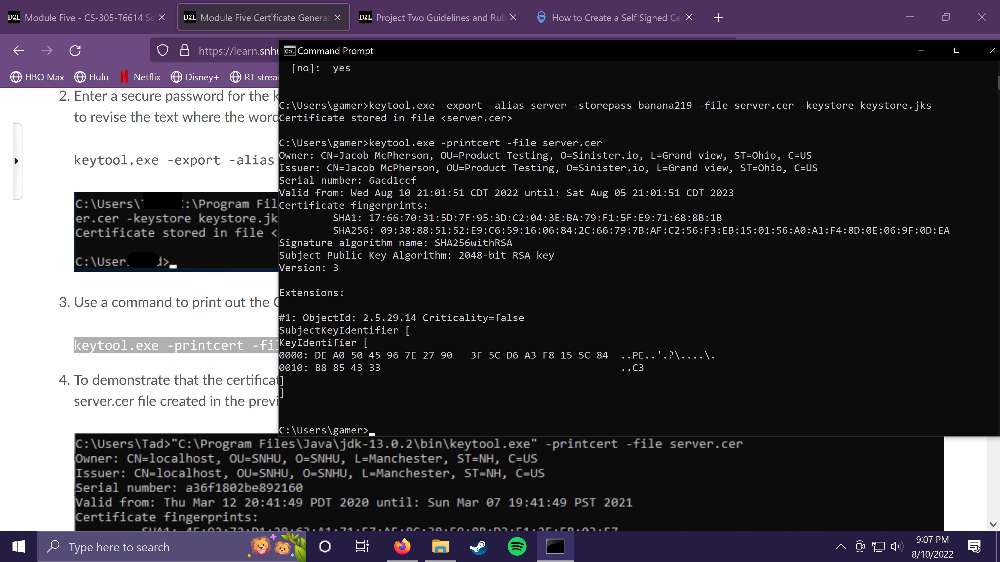 D2L Module Five - CS-305-T6614 So
D2L Module Five Certificate Generat
D2L Project Two Guidelines and Rub
How to Create a Self Signed Cer
https://learn.snhu
HBO Max Hulu N Netflix Disney+ RT strea
2. Enter a secure password for the k
to revise the text where the word
keytool.exe -export -alias
C:\Users\ :\Program Fil
er.cer -keystore keystore.jk
Certificate stored in file <
C:\User d>
3. Use a command to print out the C
keytool.exe -printcert -fil
4. To demonstrate that the certificat
server.cer file created in the previ
C:\. Command Prompt
[no]: yes
C:\Users\gamer>keytool.exe -export -alias server -storepass banana219 -file server.cer -keystore keystore.jks
Certificate stored in file <server.cer>
C:\Users\gamer>keytool.exe -printcert -file server.cer
Owner: CN=Jacob McPherson, OU=Product Testing, O=Sinister.io, L=Grand view, ST=Ohio, C=US
Issuer: CN=Jacob McPherson, OU=Product Testing, O=Sinister.io, L=Grand view, ST=Ohio, C=US
Serial number: 6acd1ccf
Valid from: Wed Aug 10 21:01:51 CDT 2022 until: Sat Aug 05 21:01:51 CDT 2023
Certificate fingerprints:
SHA1: 17:66:70:31:5D:7F:95:3D:C2:04:3E:BA:79:F1:5F:E9:71:68:8B:1B
SHA256: 09:38:88:51:52:E9:C6:59:16:06:84:2C:66:79:7B:AF:C2:56:F3:EB:15:01:56:A0:A1:F4:8D:0E:06:9F:0D:EA
Signature algorithm name: SHA256withRSA
Subject Public Key Algorithm: 2048-bit RSA key
Version: 3
Extensions:
#1: ObjectId: 2.5.29.14 Criticality=false
SubjectKeyIdentifier [
KeyIdentifier [
0000: DE A0 50 45 96 7E 27 90 3F 5C D6 A3 F8 15 5C 84 ..PE..'.?\....\.
0010: B8 85 43 33 ..C3
]
]
C:\Users\gamer>
C:\Users\Tad>"C:\Program Files\Java\jdk-13.0.2\bin\keytool.exe" -printcert -file server.cer
Owner: CN=localhost, OU=SNHU, O=SNHU, L=Manchester, ST=NH, C=US
Issuer: CN=localhost, OU=SNHU, O=SNHU, L=Manchester, ST=NH, C=US
Serial number: a36f1802be892160
Valid from: Thu Mar 12 20:41:49 PDT 2020 until: Sun Mar 07 19:41:49 PST 2021
Certificate fingerprints:
Type here to search
9:07 PM
8/10/2022